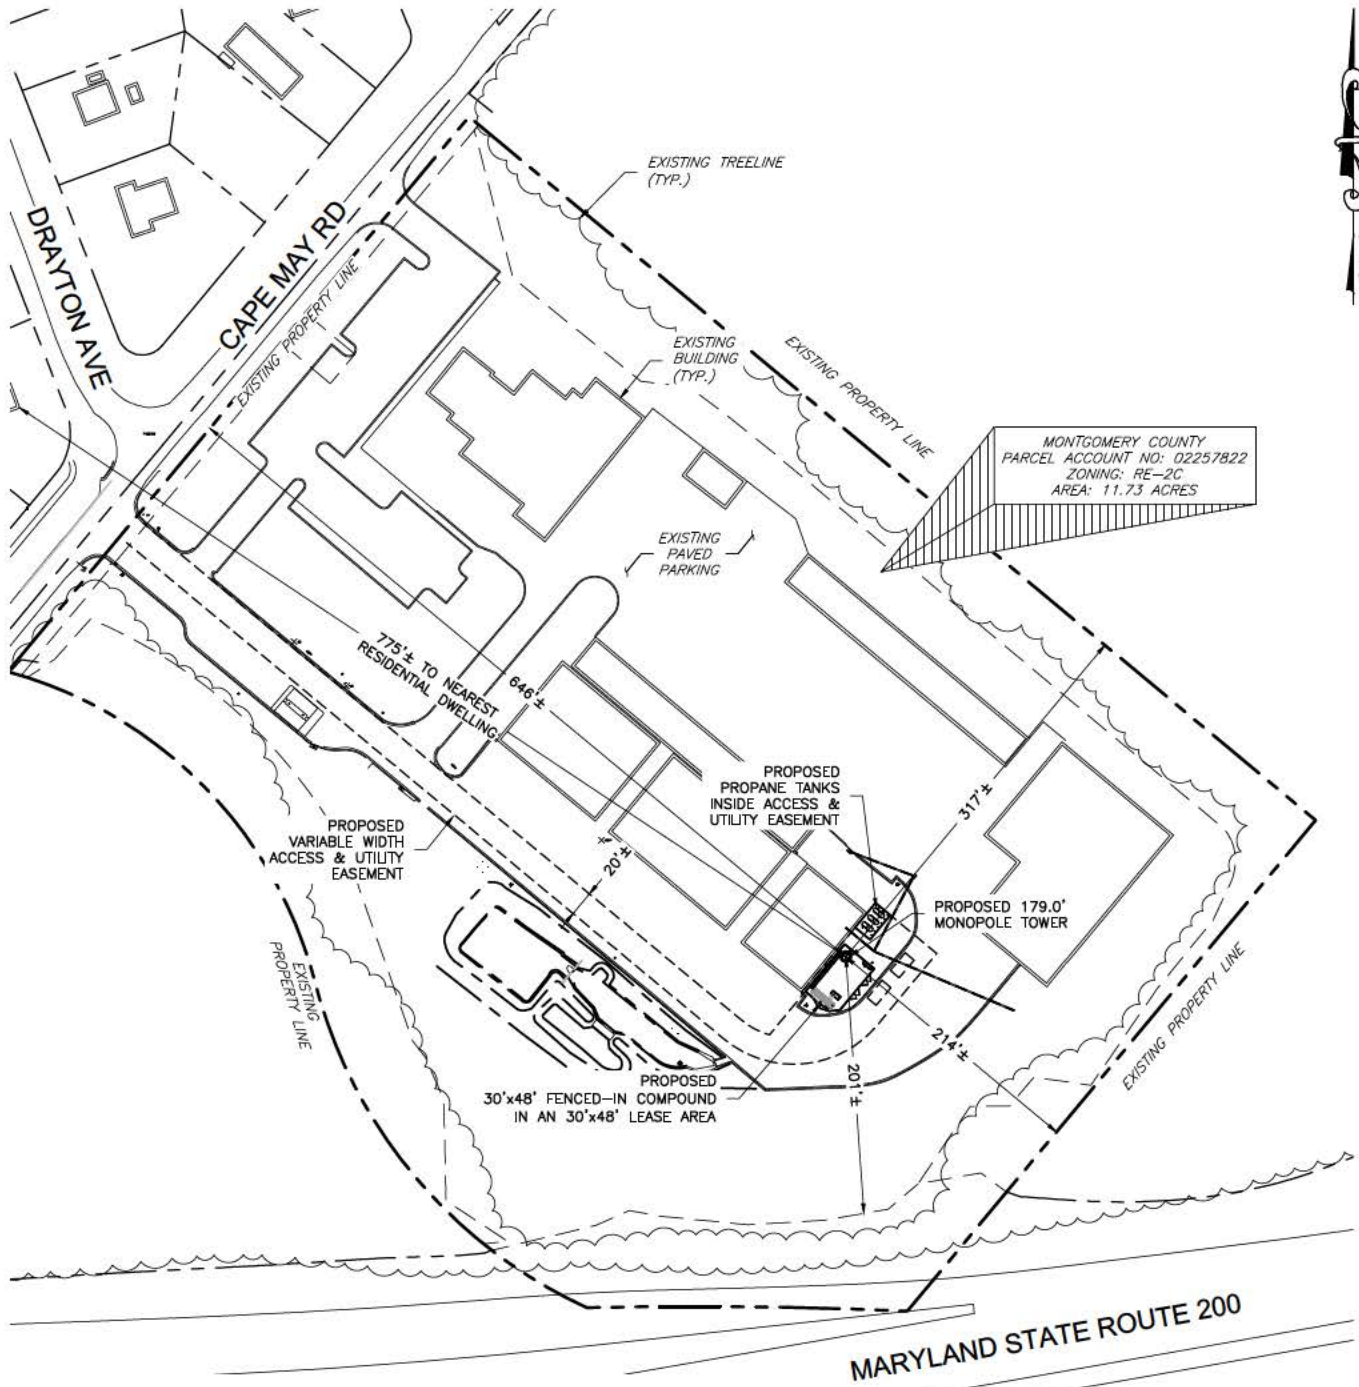 EXISTING TREELINE
(TYP.)
DRAYTON AVE
CAPE MAY RD
EXISTING PROPERTY LINE
EXISTING
BUILDING
(TYP.)
EXISTING PROPERTY LINE
MONTGOMERY COUNTY
PARCEL ACCOUNT NO: 02257822
ZONING: RE-2C
AREA: 11.73 ACRES
EXISTING
PAVED
PARKING
775'± TO NEAREST
RESIDENTIAL DWELLING
646'±
PROPOSED
PROPANE TANKS
INSIDE ACCESS &
UTILITY EASEMENT
317'±
PROPOSED
VARIABLE WIDTH
ACCESS & UTILITY
EASEMENT
20'±
PROPOSED 179.0'
MONOPOLE TOWER
EXISTING
PROPERTY LINE
214'±
EXISTING PROPERTY LINE
201'±
PROPOSED
30'x48' FENCED-IN COMPOUND
IN AN 30'x48' LEASE AREA
MARYLAND STATE ROUTE 200